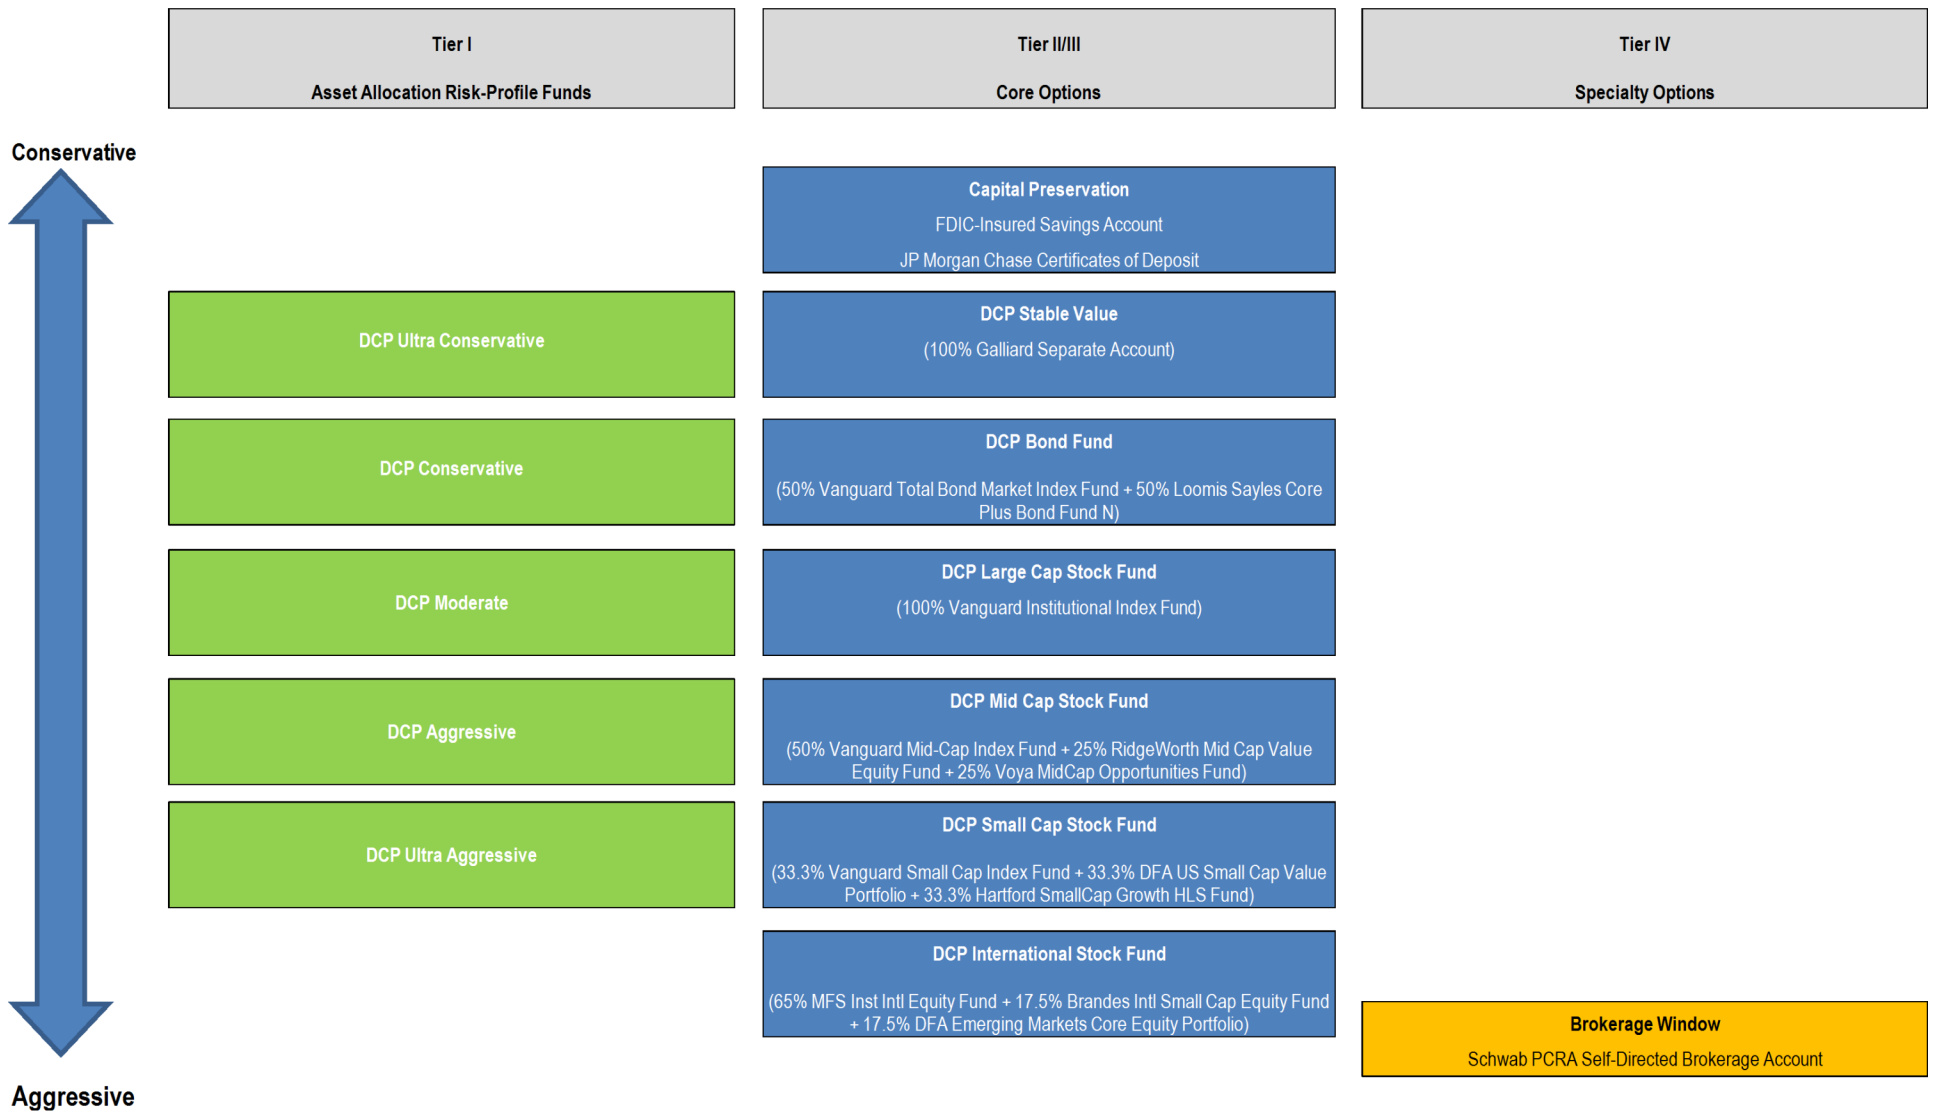 Tier I
Asset Allocation Risk-Profile Funds
Tier II/III
Core Options
Tier IV
Specialty Options
Conservative
Capital Preservation
FDIC-Insured Savings Account
JP Morgan Chase Certificates of Deposit
DCP Ultra Conservative
DCP Stable Value
(100% Galliard Separate Account)
DCP Conservative
DCP Bond Fund
(50% Vanguard Total Bond Market Index Fund + 50% Loomis Sayles Core
Plus Bond Fund N)
DCP Moderate
DCP Large Cap Stock Fund
(100% Vanguard Institutional Index Fund)
DCP Aggressive
DCP Mid Cap Stock Fund
(50% Vanguard Mid-Cap Index Fund + 25% RidgeWorth Mid Cap Value
Equity Fund + 25% Voya MidCap Opportunities Fund)
DCP Ultra Aggressive
DCP Small Cap Stock Fund
(33.3% Vanguard Small Cap Index Fund + 33.3% DFA US Small Cap Value
Portfolio + 33.3% Hartford SmallCap Growth HLS Fund)
DCP International Stock Fund
(65% MFS Inst Intl Equity Fund + 17.5% Brandes Intl Small Cap Equity Fund
+ 17.5% DFA Emerging Markets Core Equity Portfolio)
Brokerage Window
Schwab PCRA Self-Directed Brokerage Account
Aggressive